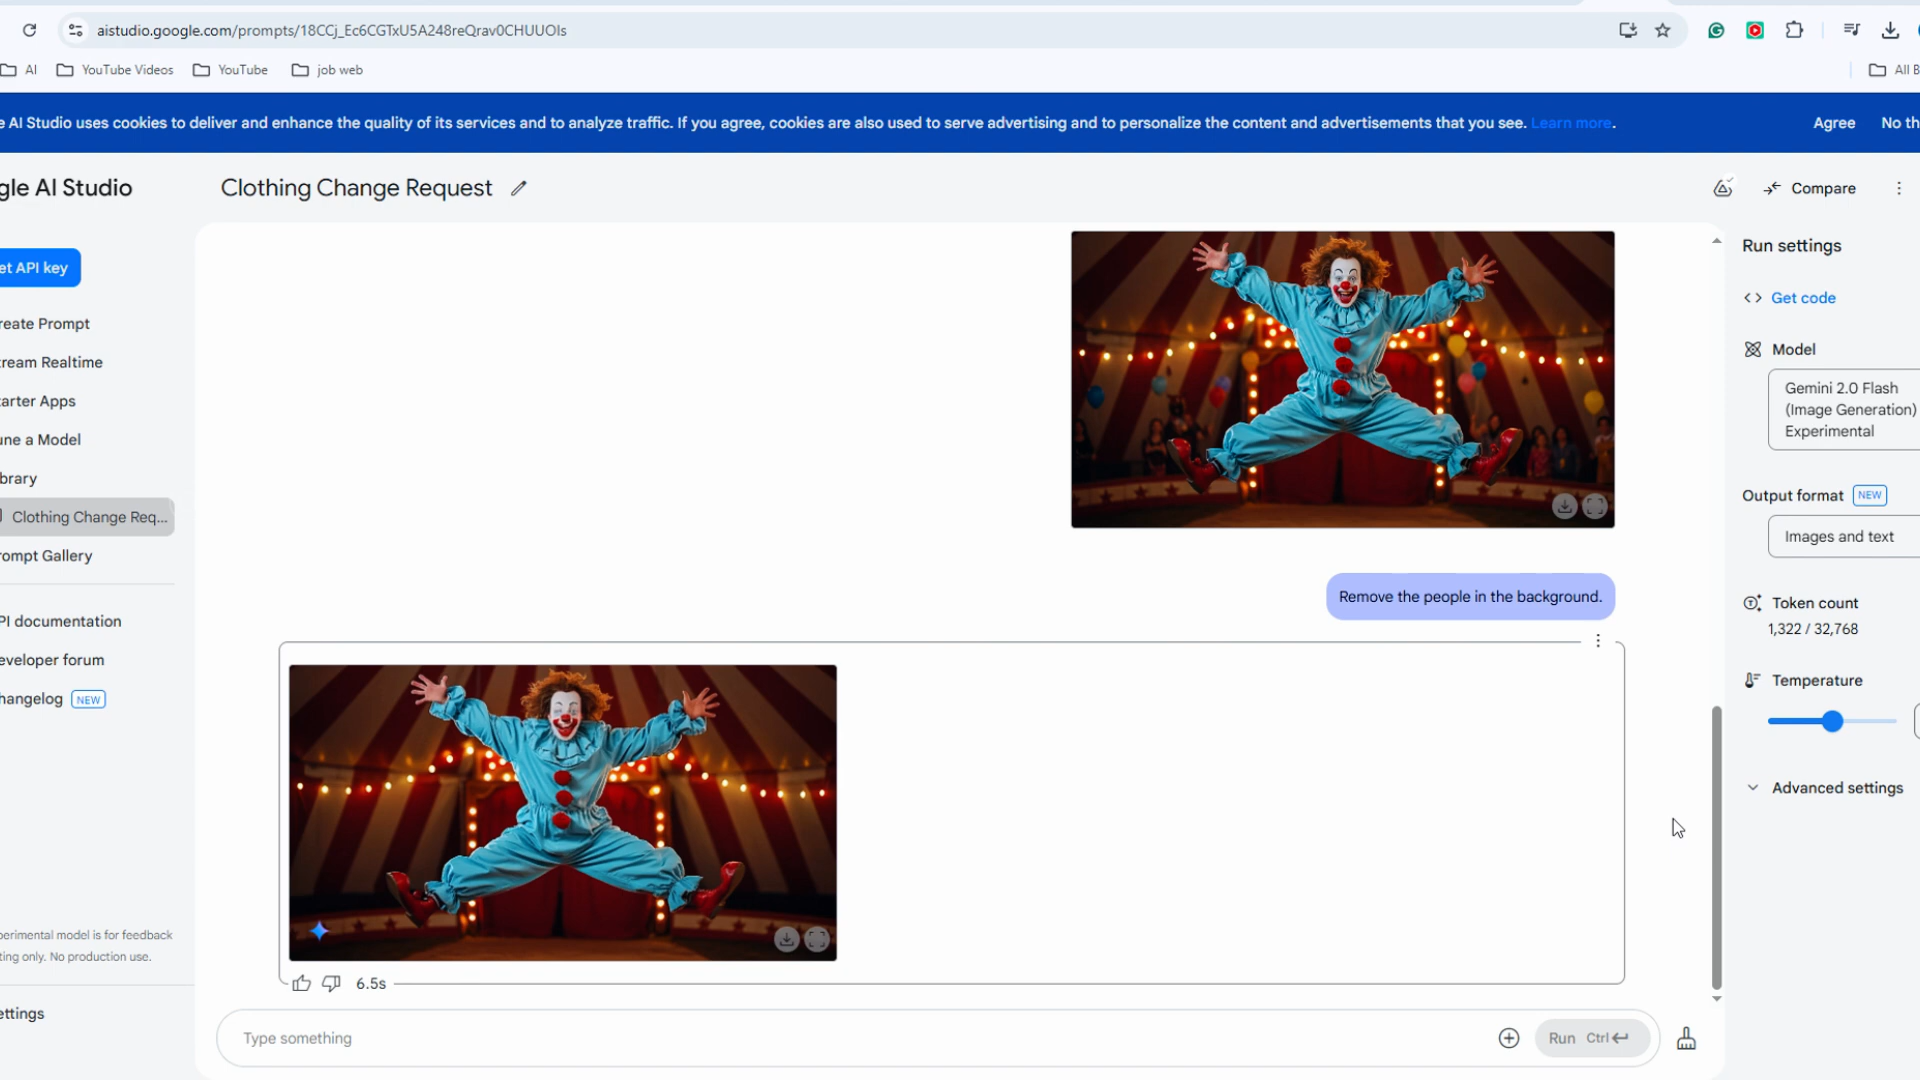 aistudio.google.com/prompts/18CCj_Ec6CGTxU5A248reQrav0CHUUOIs
AI
YouTube Videos
YouTube
job web
All B
e AI Studio uses cookies to deliver and enhance the quality of its services and to analyze traffic. If you agree, cookies are also used to serve advertising and to personalize the content and advertisements that you see. Learn more.
Agree
No th
gle AI Studio
Clothing Change Request
Compare
et API key
reate Prompt
tream Realtime
tarter Apps
une a Model
ibrary
Clothing Change Req...
rompt Gallery
PI documentation
eveloper forum
hangelog NEW
perimental model is for feedback
ting only. No production use.
ettings
Remove the people in the background.
6.5s
Type something
Run Ctrl
Run settings
Get code
Model
Gemini 2.0 Flash
(Image Generation)
Experimental
Output format NEW
Images and text
Token count
1,322 / 32,768
Temperature
Advanced settings